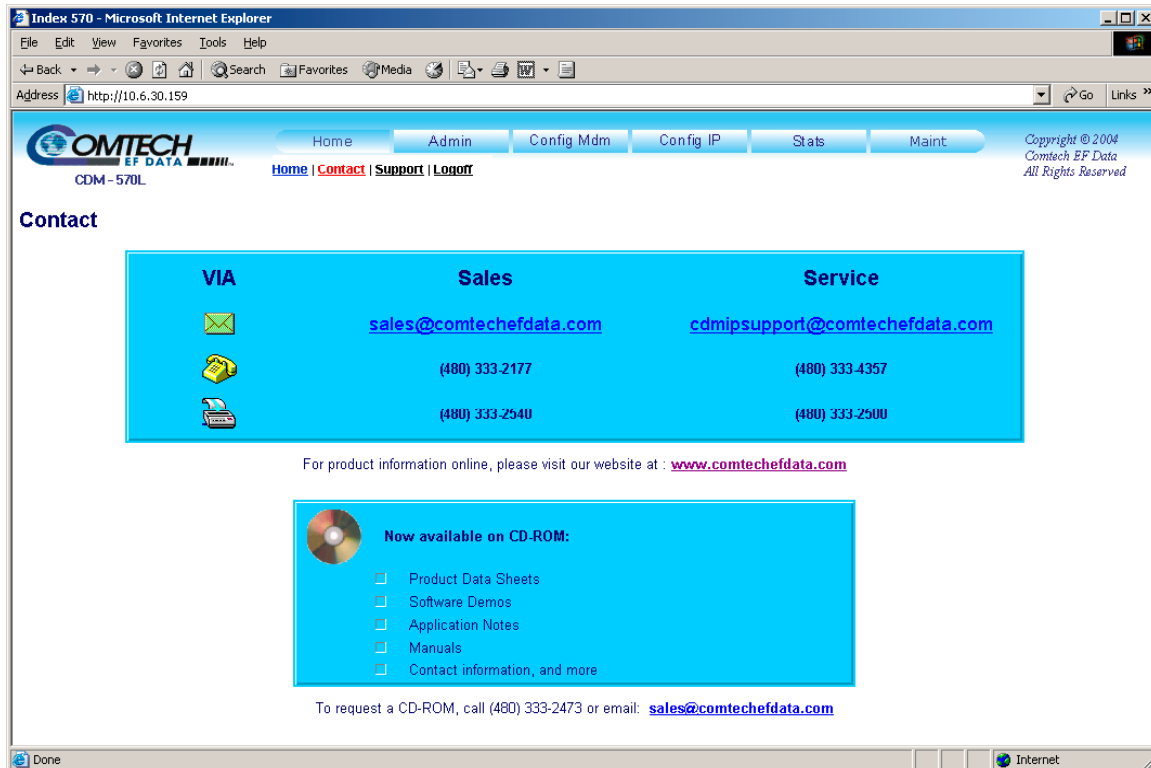 Index 570 - Microsoft Internet Explorer
File Edit View Favorites Tools Help
Back Search Favorites Media
Address http://10.6.30.159 Go Links »
COMTECH
EF DATA
CDM - 570L
Home Admin Config Mdm Config IP Stats Maint
Home | Contact | Support | Logoff
Copyright © 2004
Comtech EF Data
All Rights Reserved
Contact
VIA Sales Service
sales@comtechefdata.com cdmipsupport@comtechefdata.com
(480) 333-2177 (480) 333-4357
(480) 333-2540 (480) 333-2500
For product information online, please visit our website at : www.comtechefdata.com
Now available on CD-ROM:
Product Data Sheets
Software Demos
Application Notes
Manuals
Contact information, and more
To request a CD-ROM, call (480) 333-2473 or email: sales@comtechefdata.com
Done Internet